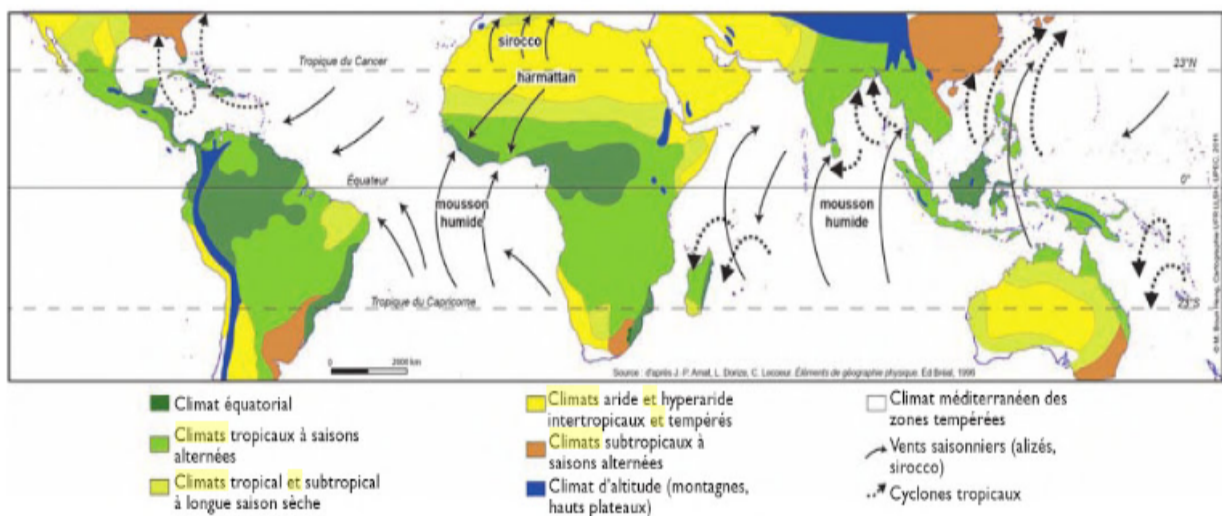 sirocco
Tropique du Cancer
23°N
harmattan
Équateur
0°
mousson
humide
mousson
humide
Tropique du Capricorne
23°S
0 2000 km
Source : d'après J.-P. Amat, L. Dorize, C. Lecoeur. Éléments de géographie physique. Ed Bréal, 1996
Climat équatorial
Climats tropicaux à saisons
alternées
Climats tropical et subtropical
à longue saison sèche
Climats aride et hyperaride
intertropicaux et tempérés
Climats subtropicaux à
saisons alternées
Climat d'altitude (montagnes,
hauts plateaux)
Climat méditerranéen des
zones tempérées
Vents saisonniers (alizés,
sirocco)
Cyclones tropicaux